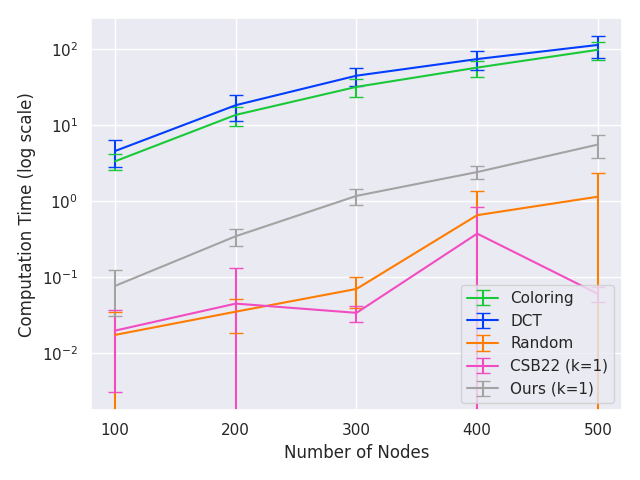 10²
10¹
10⁰
10⁻¹
10⁻²
Computation Time (log scale)
100 200 300 400 500
Number of Nodes
Coloring
DCT
Random
CSB22 (k=1)
Ours (k=1)